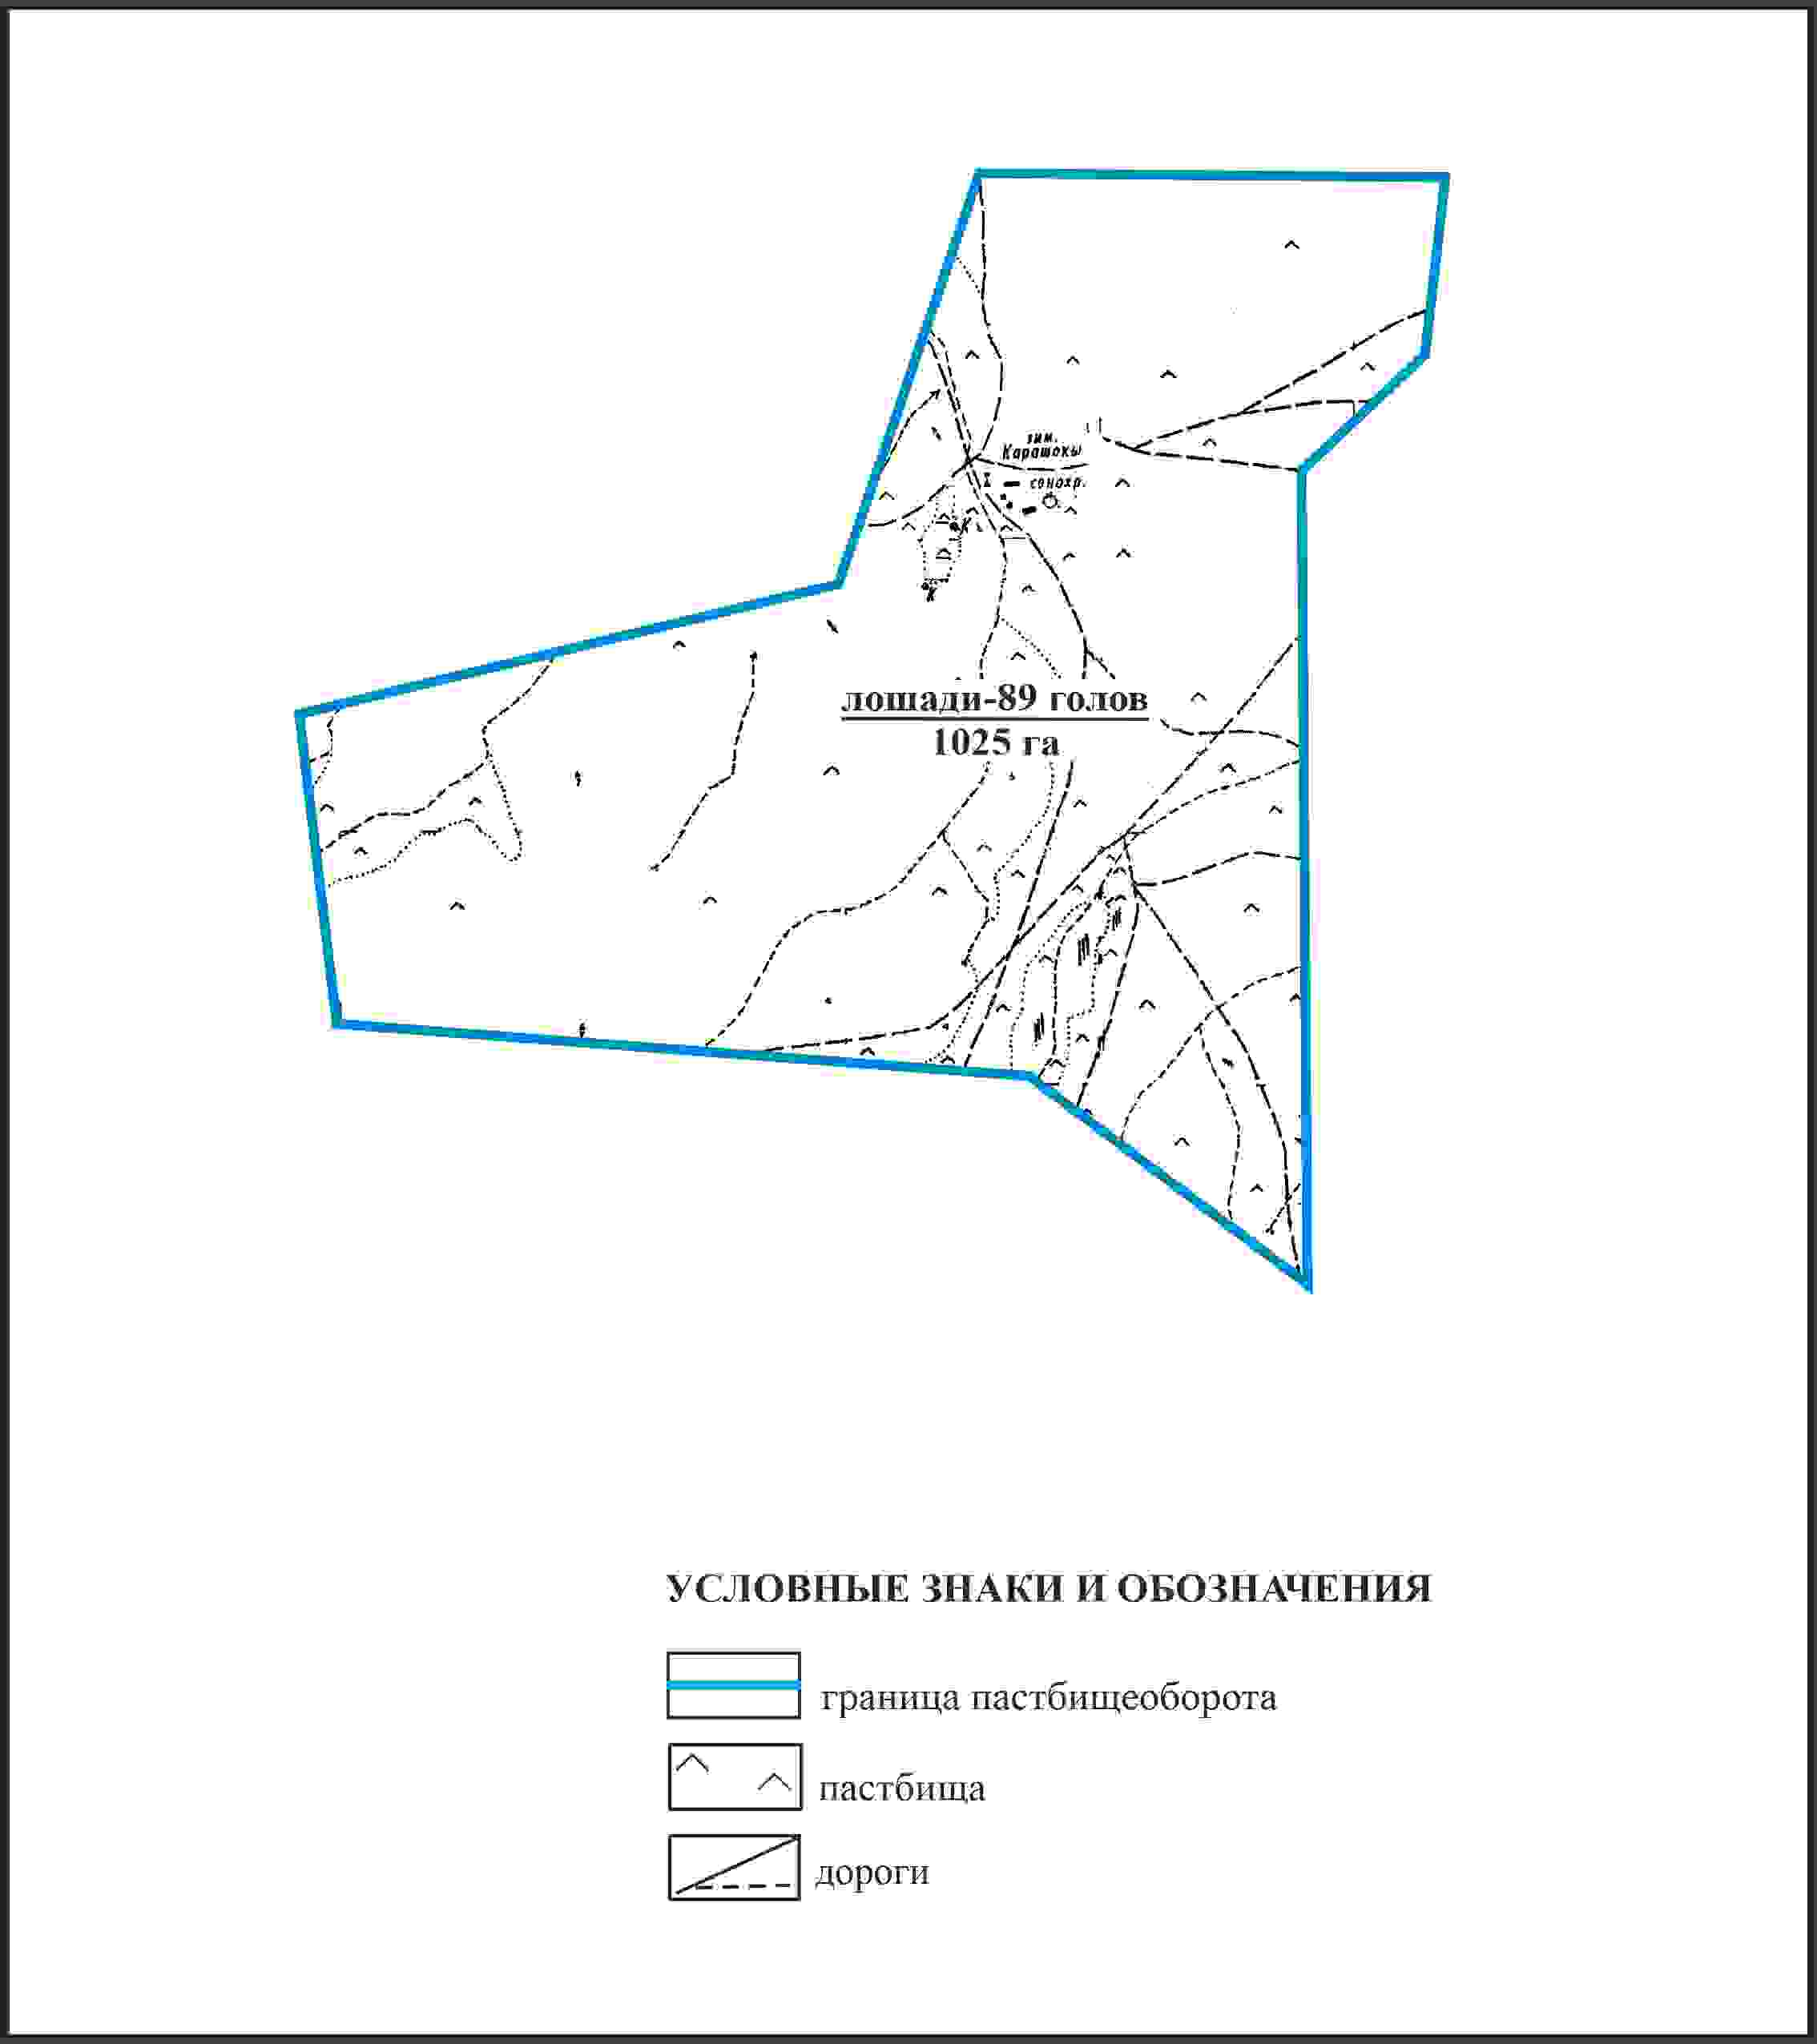 зим.
Карашокы
сенохр.
К
К
лошади-89 голов
1025 га
УСЛОВНЫЕ ЗНАКИ И ОБОЗНАЧЕНИЯ
граница пастбищеоборота
пастбища
дороги